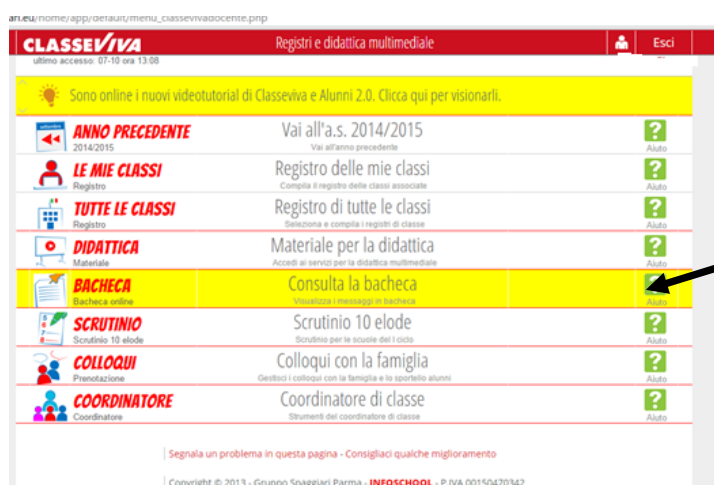 an.eu/home/app/default/menu_classevivadocente.php
CLASSEVIVA Registri e didattica multimediale Esci
ultimo accesso: 07-10 ora 13:08
Sono online i nuovi videotutorial di Classeviva e Alunni 2.0. Clicca qui per visionarli.
settembre
ANNO PRECEDENTE Vai all'a.s. 2014/2015 ?
2014/2015 Vai all'anno precedente Aiuto
LE MIE CLASSI Registro delle mie classi ?
Registro Compila il registro delle classi associate Aiuto
TUTTE LE CLASSI Registro di tutte le classi ?
Registro Seleziona e compila i registri di classe Aiuto
DIDATTICA Materiale per la didattica ?
Materiale Accedi ai servizi per la didattica multimediale Aiuto
BACHECA Consulta la bacheca ?
Bacheca online Visualizza i messaggi in bacheca Aiuto
SCRUTINIO Scrutinio 10 elode ?
Scrutinio 10 elode Scrutinio per le scuole del I ciclo Aiuto
COLLOQUI Colloqui con la famiglia ?
Prenotazione Gestisci i colloqui con la famiglia e lo sportello alunni Aiuto
COORDINATORE Coordinatore di classe ?
Coordinatore Strumenti del coordinatore di classe Aiuto
Segnala un problema in questa pagina - Consigliaci qualche miglioramento
Copyright © 2013 - Gruppo Spaggiari Parma - INFOSCHOOL - P.IVA 00150470342